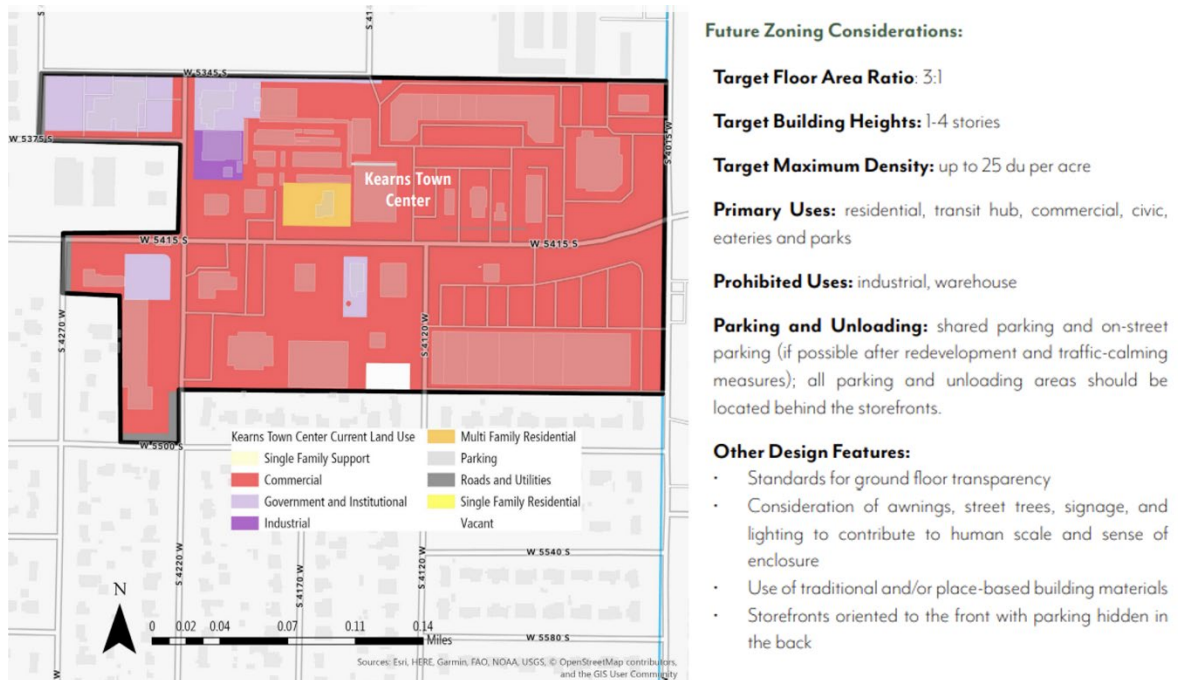 S 414
W 5345 S
W 5375 S
S 4015 W
Kearns Town
Center
W 5415 S
W 5415 S
S 4270 W
S 4120 W
W 5500 S
Kearns Town Center Current Land Use
Single Family Support
Commercial
Government and Institutional
Industrial
Multi Family Residential
Parking
Roads and Utilities
Single Family Residential
Vacant
S 4220 W
S 4170 W
S 4120 W
W 5540 S
N
0 0.02 0.04 0.07 0.11 0.14
Miles
W 5580 S
Sources: Esri, HERE, Garmin, FAO, NOAA, USGS, © OpenStreetMap contributors,
and the GIS User Community
Future Zoning Considerations:
Target Floor Area Ratio: 3:1
Target Building Heights: 1-4 stories
Target Maximum Density: up to 25 du per acre
Primary Uses: residential, transit hub, commercial, civic,
eateries and parks
Prohibited Uses: industrial, warehouse
Parking and Unloading: shared parking and on-street
parking (if possible after redevelopment and traffic-calming
measures); all parking and unloading areas should be
located behind the storefronts.
Other Design Features:
• Standards for ground floor transparency
• Consideration of awnings, street trees, signage, and
lighting to contribute to human scale and sense of
enclosure
• Use of traditional and/or place-based building materials
• Storefronts oriented to the front with parking hidden in
the back